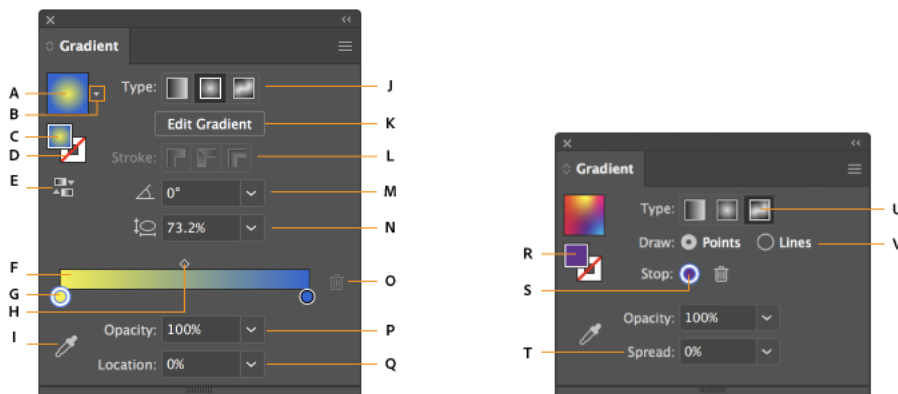 Gradient
A
Type:
J
B
Edit Gradient
K
C
D
Stroke:
L
E
0°
M
73.2%
N
F
O
G
H
I
Opacity: 100%
P
Location: 0%
Q
Gradient
Type:
U
R
Draw: Points Lines
V
Stop:
S
Opacity: 100%
T
Spread: 0%